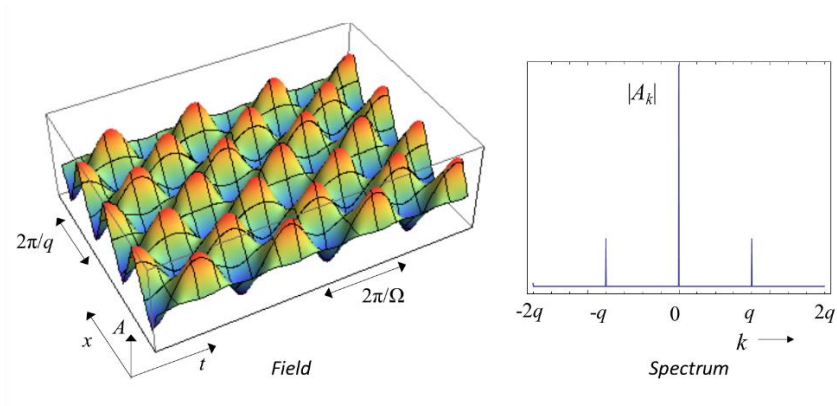 2π/q
2π/Ω
A
x
t
Field
|A_k|
-2q
-q
0
q
2q
k
Spectrum